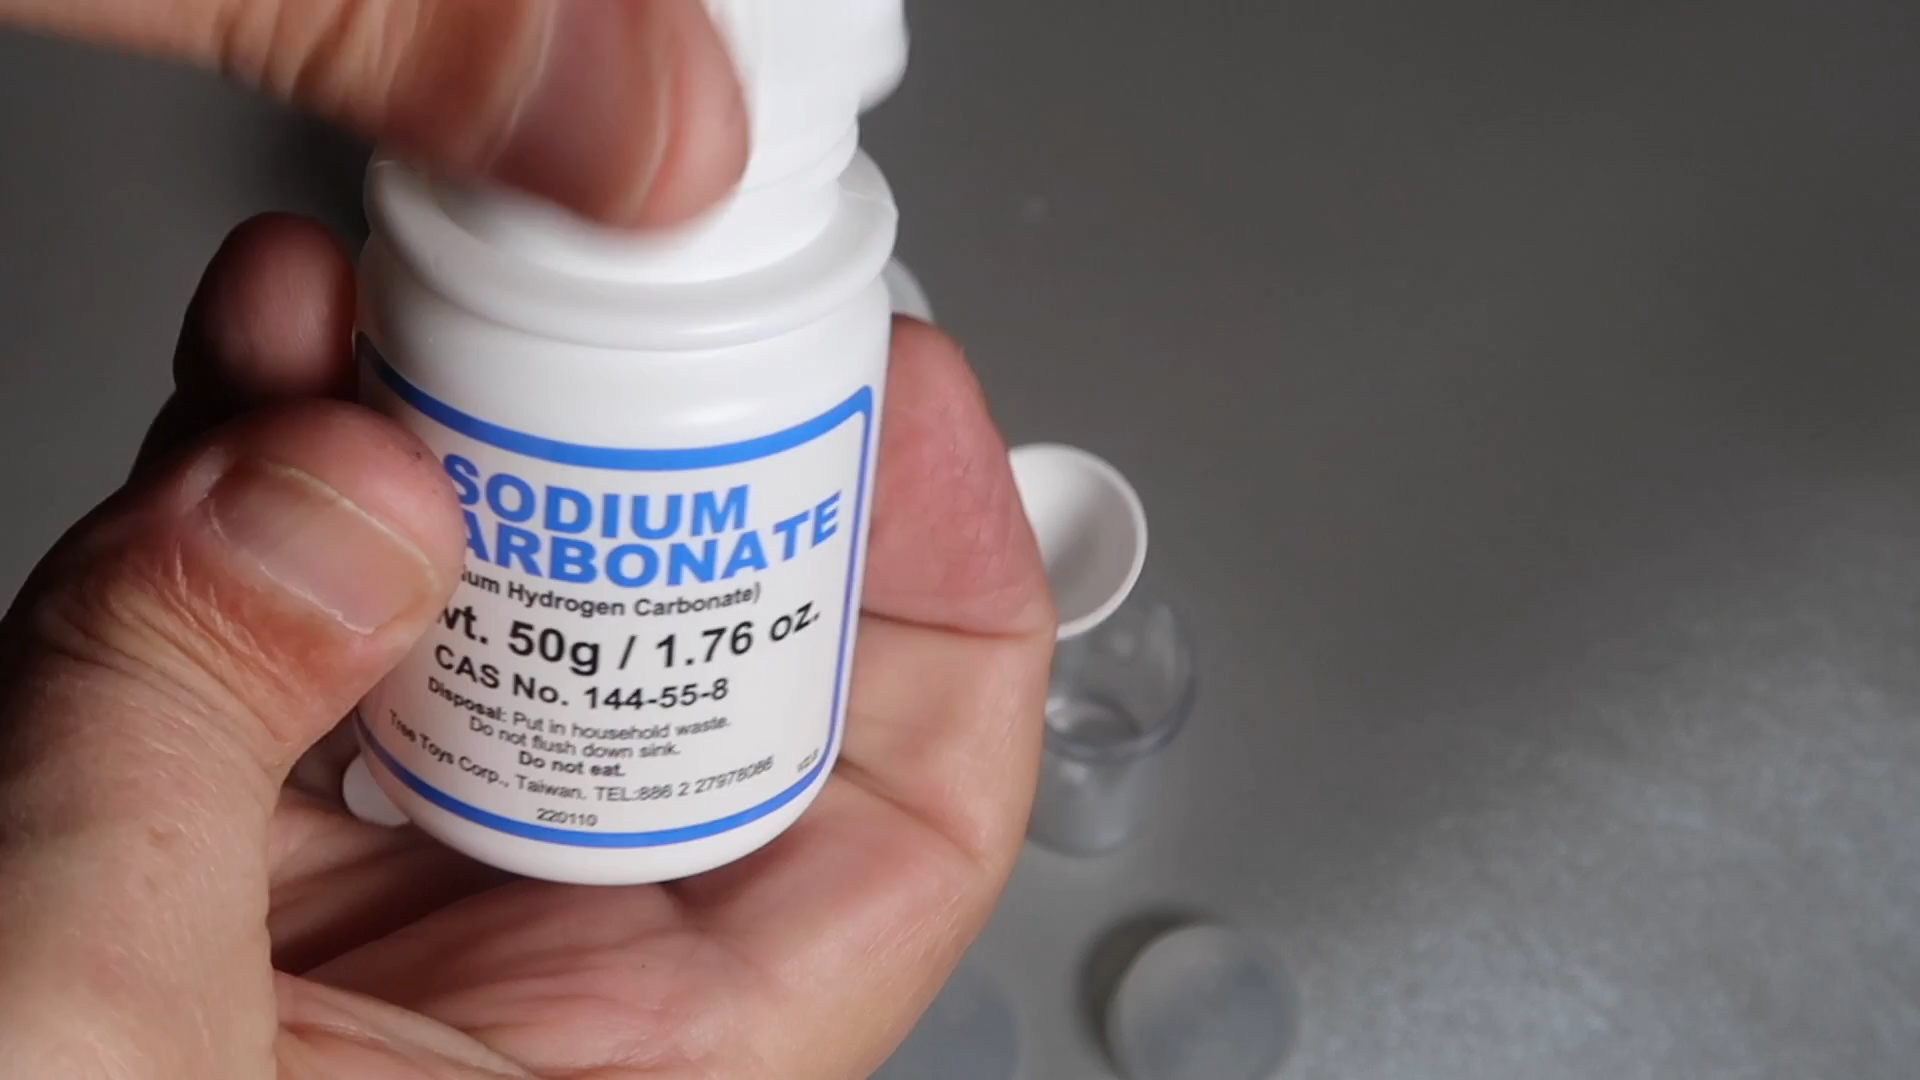 SODIUM
ARBONATE
ium Hydrogen Carbonate)
wt. 50g / 1.76 oz.
CAS No. 144-55-8
Disposal: Put in household waste.
Do not flush down sink.
Do not eat.
Tree Toys Corp., Taiwan. TEL:886 2 27978086
220110